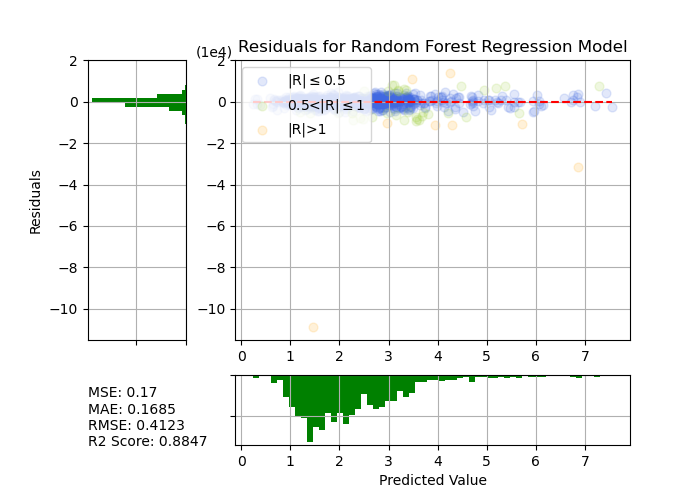 (1e4) Residuals for Random Forest Regression Model
2 2
0 0
−2 −2
−4 −4
−6 −6
−8 −8
−10 −10
Residuals
|R| ≤ 0.5
0.5<|R| ≤ 1
|R|>1
0 1 2 3 4 5 6 7
MSE: 0.17
MAE: 0.1685
RMSE: 0.4123
R2 Score: 0.8847
0 1 2 3 4 5 6 7
Predicted Value